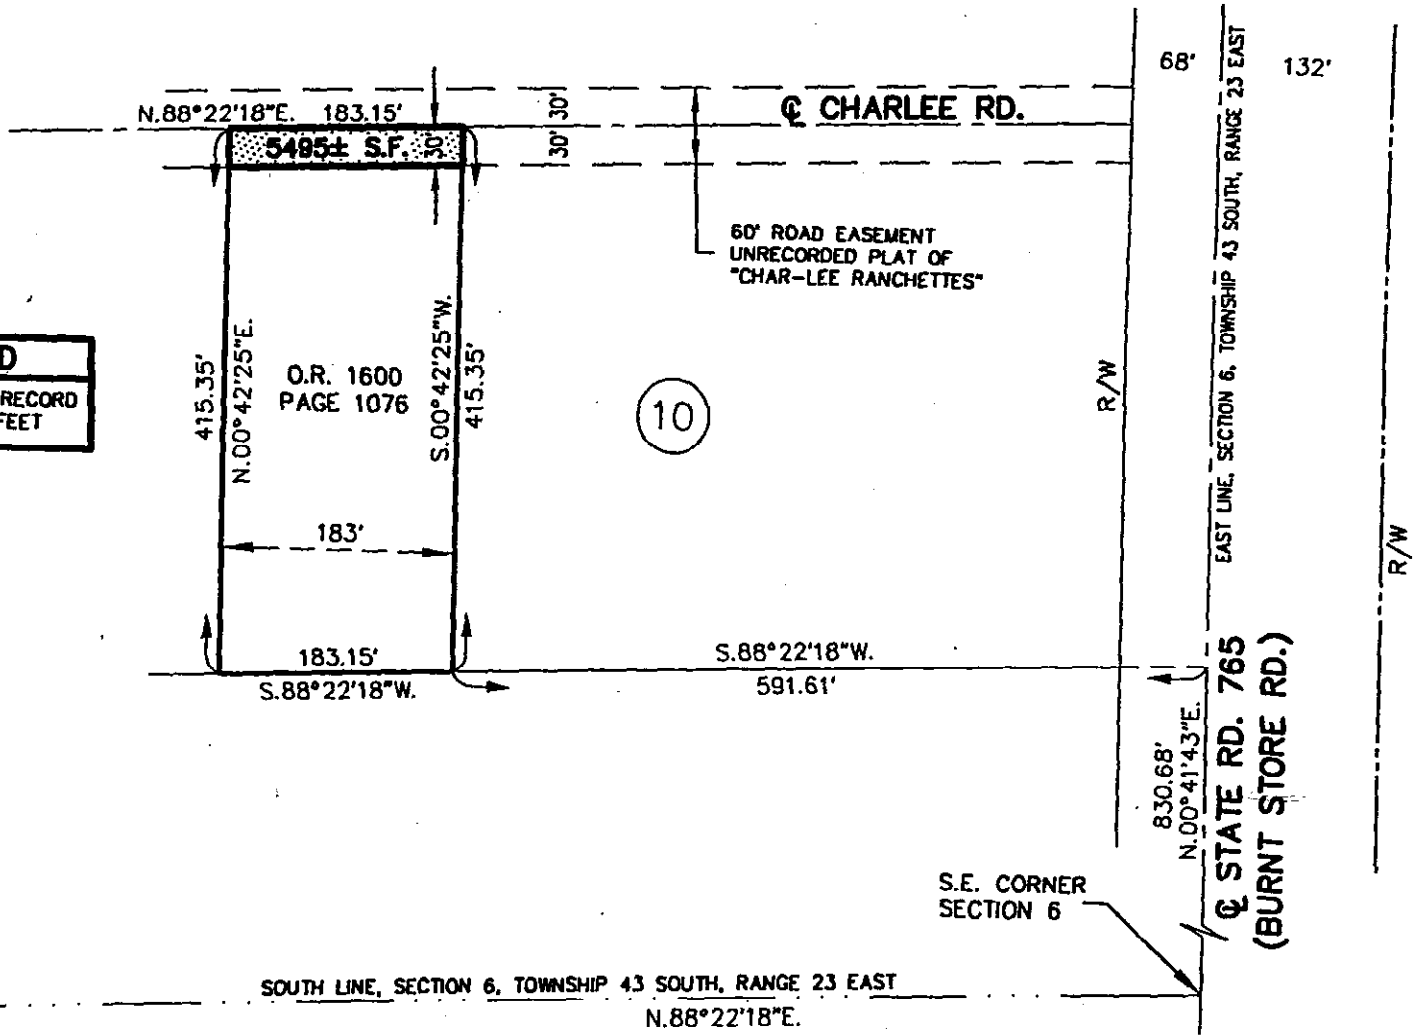 68'
132'
N.88°22'18"E. 183.15'
30' 30'
℄ CHARLEE RD.
5495± S.F.
30'
60' ROAD EASEMENT
UNRECORDED PLAT OF
"CHAR-LEE RANCHETTES"
EAST LINE, SECTION 6, TOWNSHIP 43 SOUTH, RANGE 23 EAST
D
RECORD
FEET
415.35'
N.00°42'25"E.
O.R. 1600
PAGE 1076
S.00°42'25"W.
415.35'
10
R/W
R/W
183'
183.15'
S.88°22'18"W.
S.88°22'18"W.
591.61'
830.68'
N.00°41'43"E.
℄ STATE RD. 765
(BURNT STORE RD.)
S.E. CORNER
SECTION 6
SOUTH LINE, SECTION 6, TOWNSHIP 43 SOUTH, RANGE 23 EAST
N.88°22'18"E.